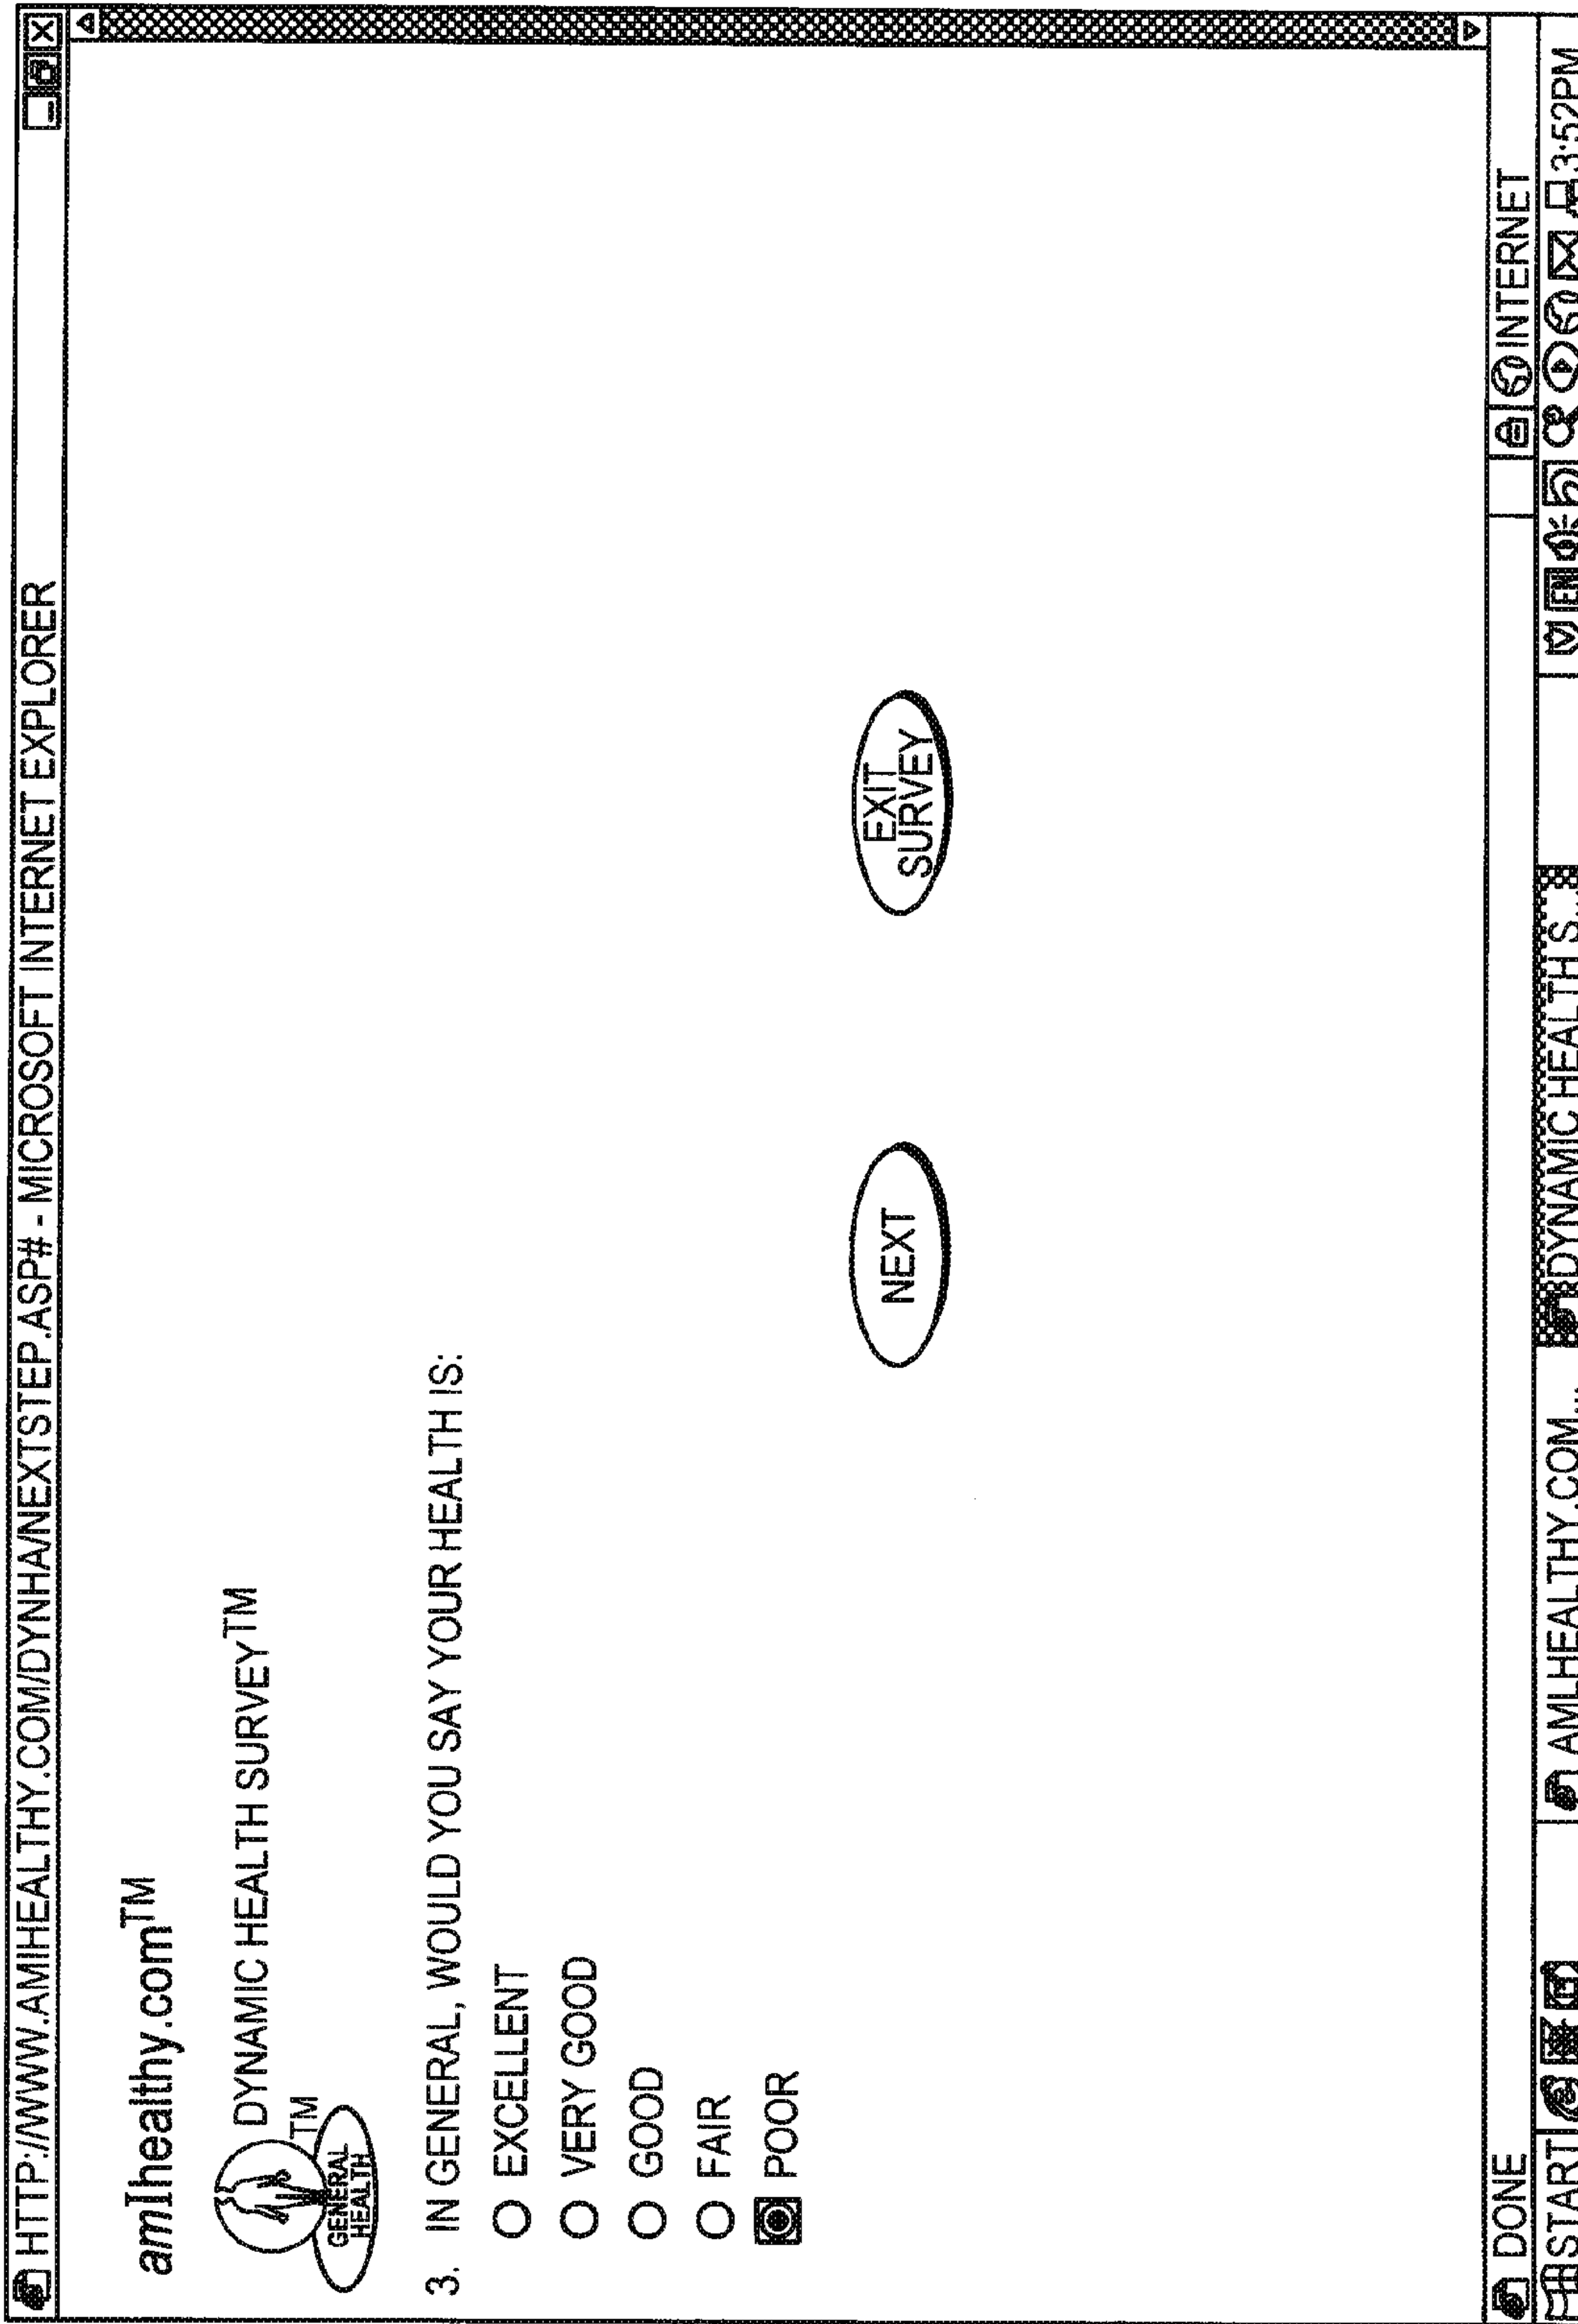 HTTP://WWW.AMIHEALTHY.COM/DYNHA/NEXTSTEP.ASP# - MICROSOFT INTERNET EXPLORER
amIhealthy.com™
DYNAMIC HEALTH SURVEY™
TM
GENERAL
HEALTH
3. IN GENERAL, WOULD YOU SAY YOUR HEALTH IS:
EXCELLENT
VERY GOOD
GOOD
FAIR
POOR
NEXT
EXIT
SURVEY
DONE
INTERNET
START
AMLHEALTHY.COM...
DYNAMIC HEALTH S...
EN
3:52PM